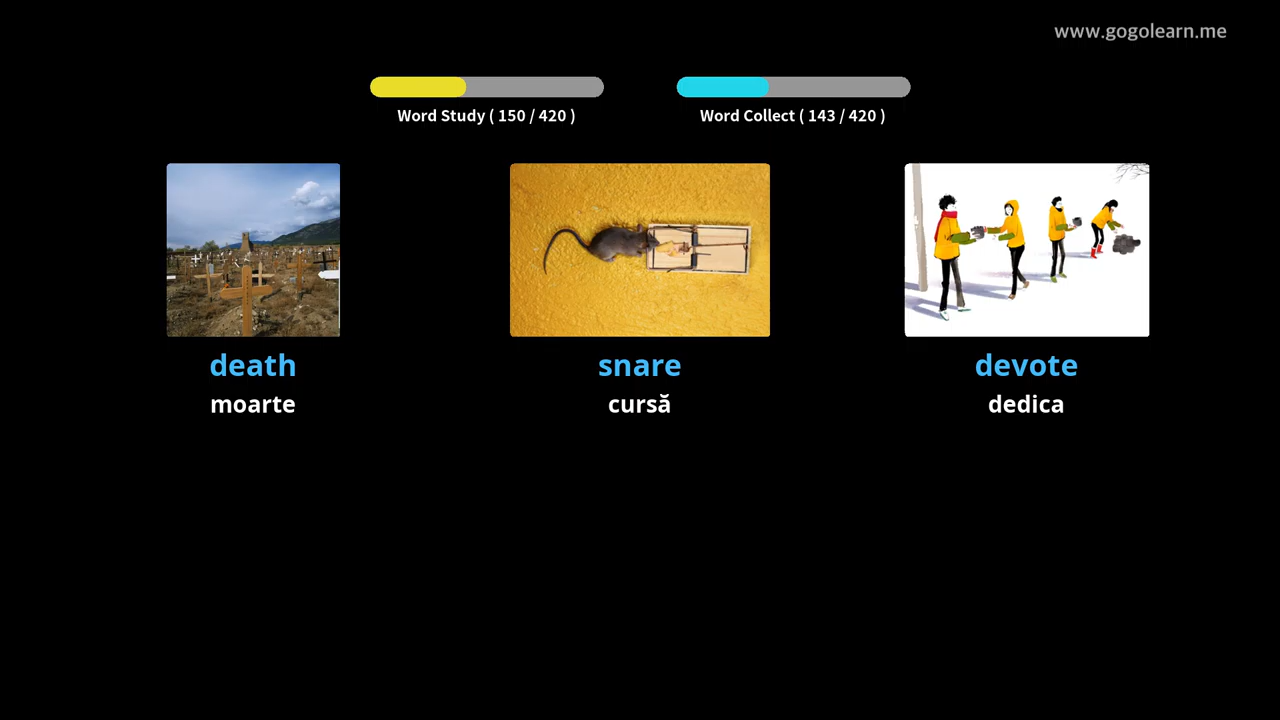 www.gogolearn.me
Word Study ( 150 / 420 )
Word Collect ( 143 / 420 )
death
moarte
snare
cursă
devote
dedica